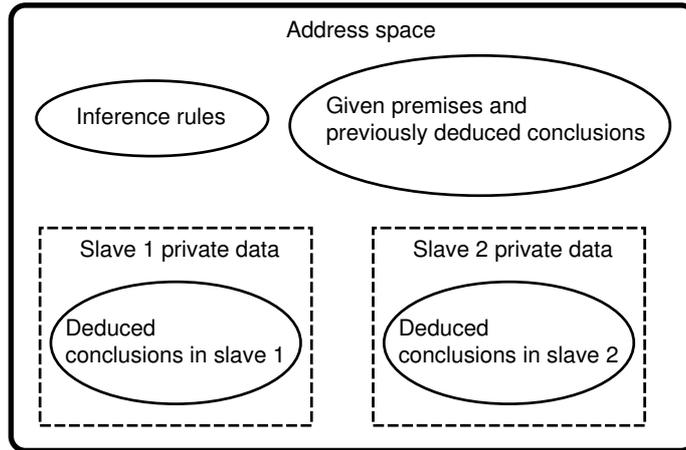 Address space
Inference rules
Given premises and
previously deduced conclusions
Slave 1 private data
Deduced
conclusions in slave 1
Slave 2 private data
Deduced
conclusions in slave 2